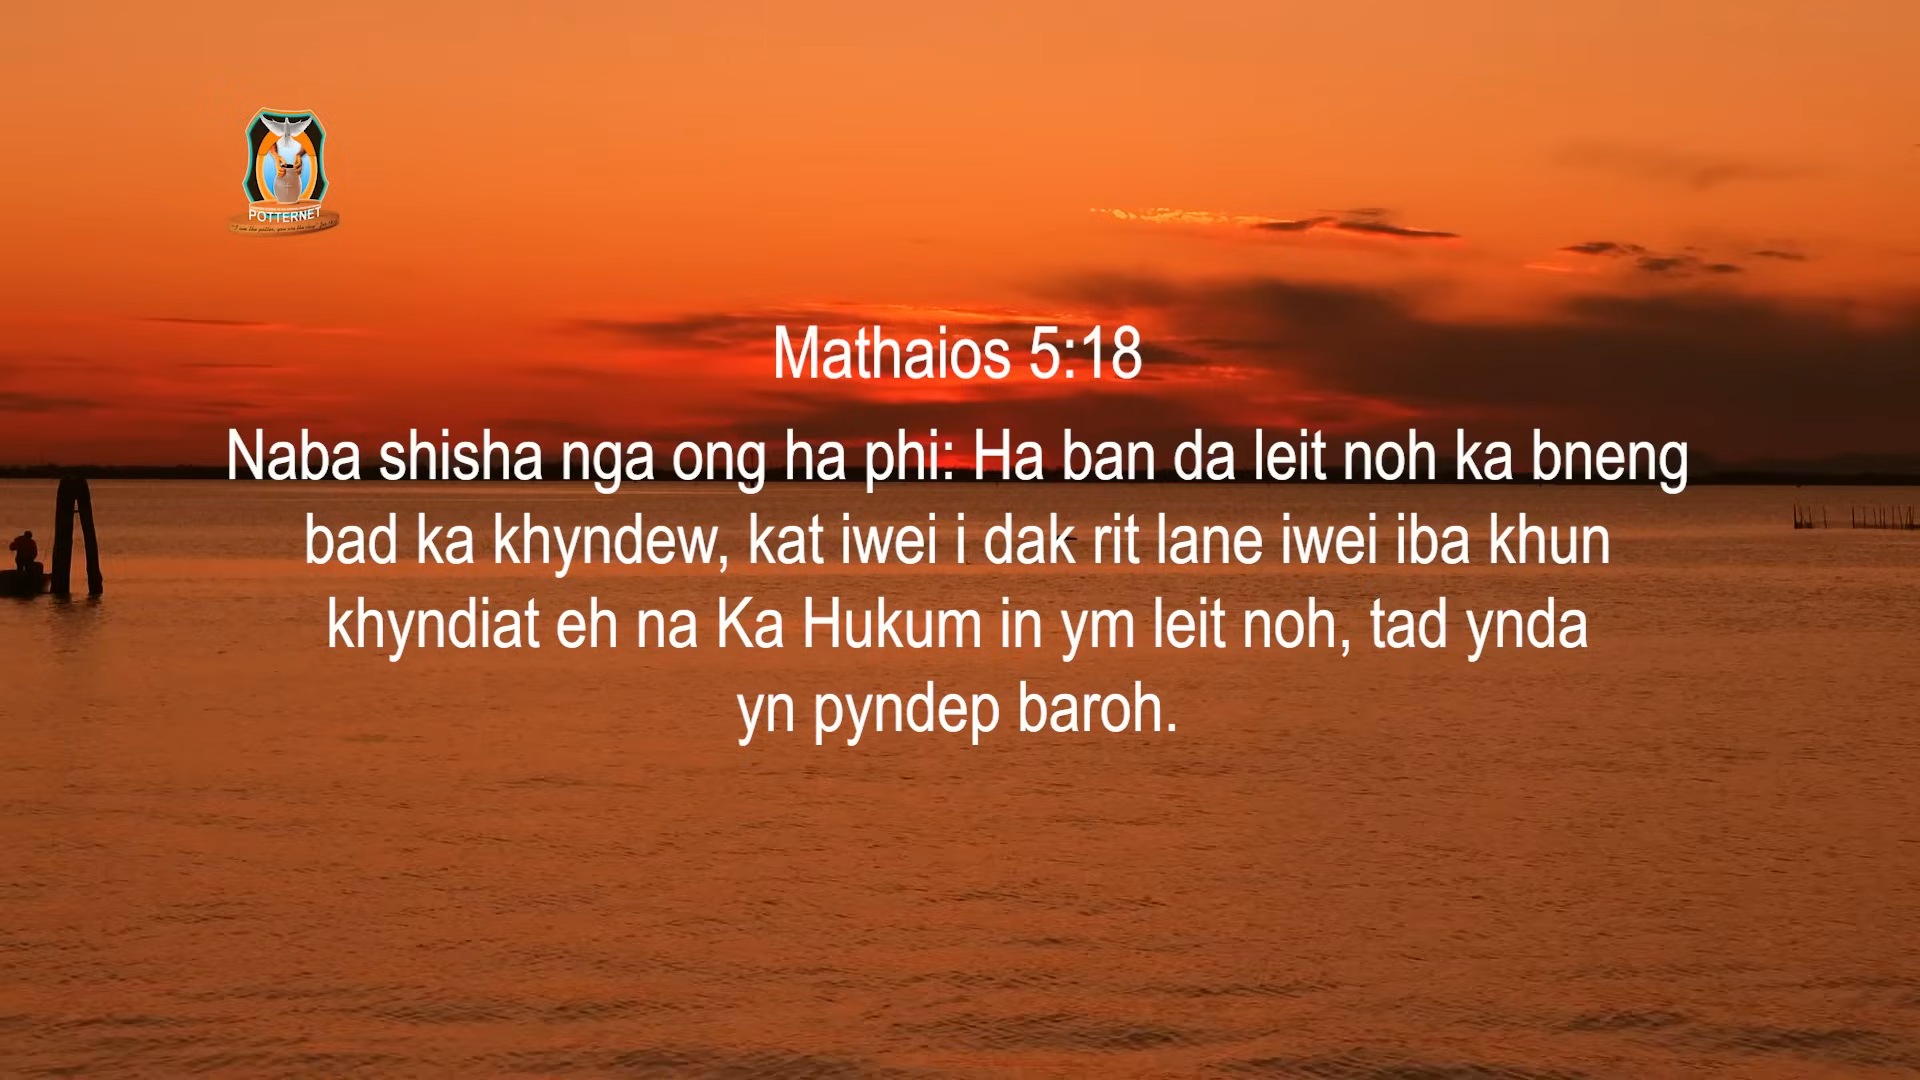 POTTERNET
Mathaios 5:18
Naba shisha nga ong ha phi: Ha ban da leit noh ka bneng
bad ka khyndew, kat iwei i dak rit lane iwei iba khun
khyndiat eh na Ka Hukum in ym leit noh, tad ynda
yn pyndep baroh.